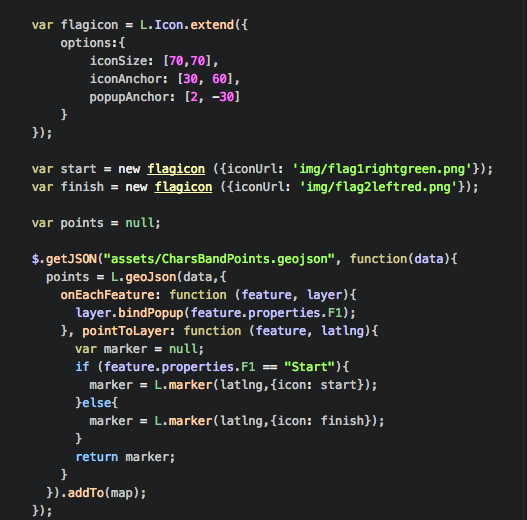 var flagicon = L.Icon.extend({
    options:{
        iconSize: [70,70],
        iconAnchor: [30, 60],
        popupAnchor: [2, -30]
    }
});

var start = new flagicon ({iconUrl: 'img/flag1rightgreen.png'});
var finish = new flagicon ({iconUrl: 'img/flag2leftred.png'});

var points = null;

$.getJSON("assets/CharsBandPoints.geojson", function(data){
  points = L.geoJson(data,{
    onEachFeature: function (feature, layer){
      layer.bindPopup(feature.properties.F1);
    }, pointToLayer: function (feature, latlng){
      var marker = null;
      if (feature.properties.F1 == "Start"){
        marker = L.marker(latlng,{icon: start});
      }else{
        marker = L.marker(latlng,{icon: finish});
      }
      return marker;
    }
  }).addTo(map);
});